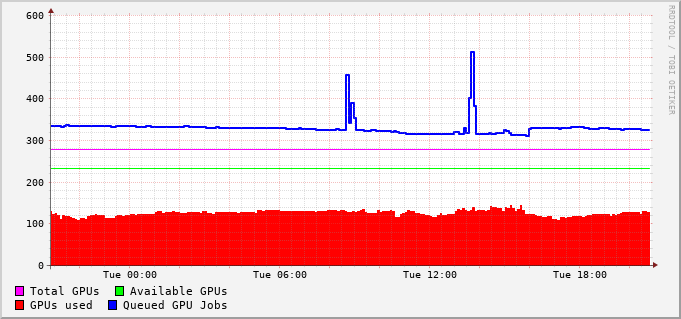 RRDTOOL / TOBI OETIKER
600
500
400
300
200
100
0
Tue 00:00 Tue 06:00 Tue 12:00 Tue 18:00
Total GPUs Available GPUs
GPUs used Queued GPU Jobs